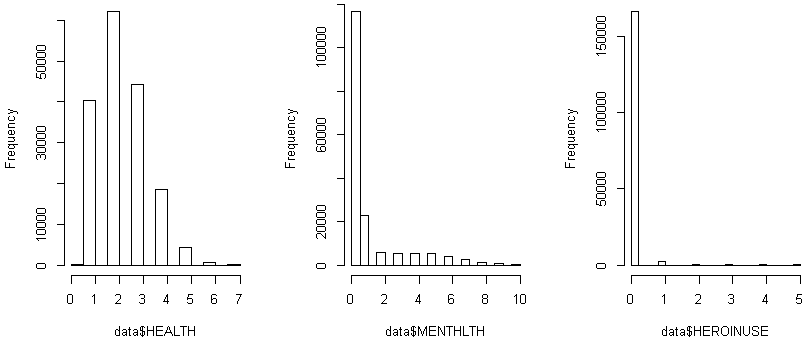 Frequency
0
10000
30000
50000
0 1 2 3 4 5 6 7
data$HEALTH
Frequency
0
20000
60000
100000
0 2 4 6 8 10
data$MENTHLTH
Frequency
0
50000
100000
150000
0 1 2 3 4 5
data$HEROINUSE